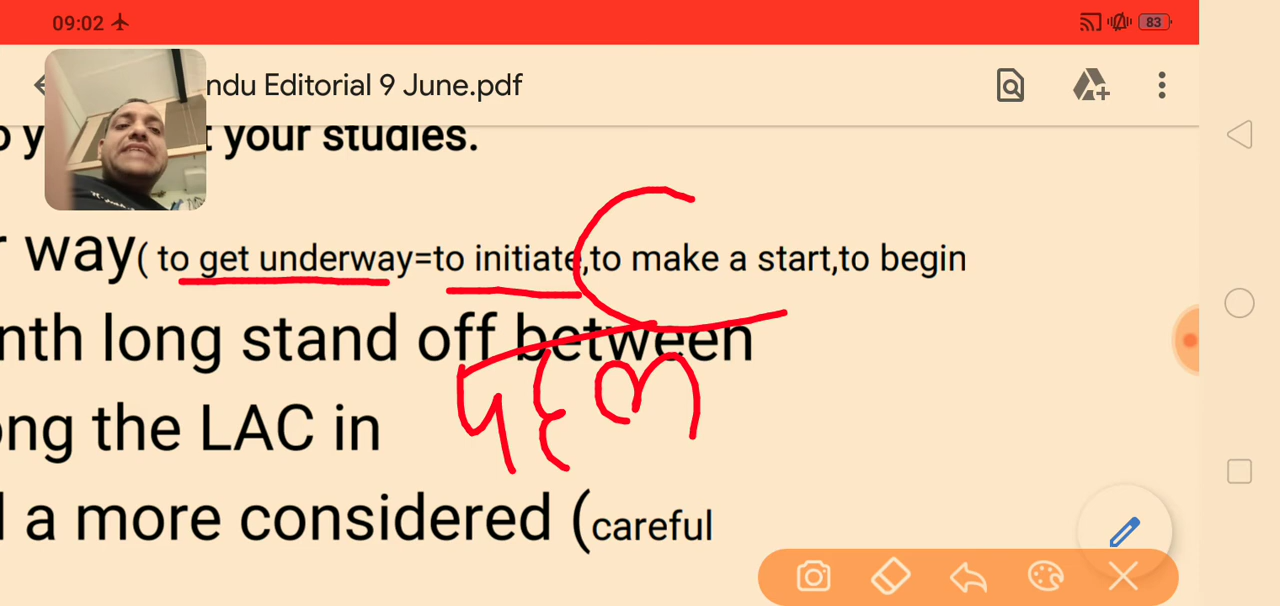 09:02 83
ndu Editorial 9 June.pdf
your studies.
way( to get underway=to initiate,to make a start,to begin
nth long stand off between
ong the LAC in
a more considered (careful